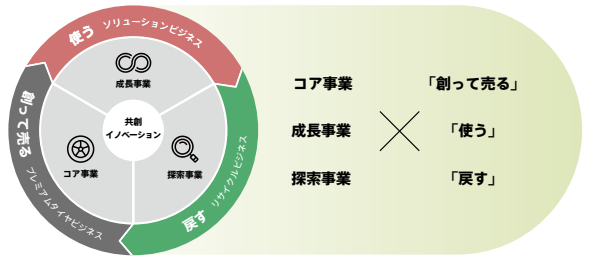 使う ソリューションビジネス
成長事業
共創
イノベーション
コア事業
探索事業
創って売る プレミアムタイヤビジネス
戻す リサイクルビジネス
コア事業 「創って売る」
成長事業 「使う」
探索事業 「戻す」